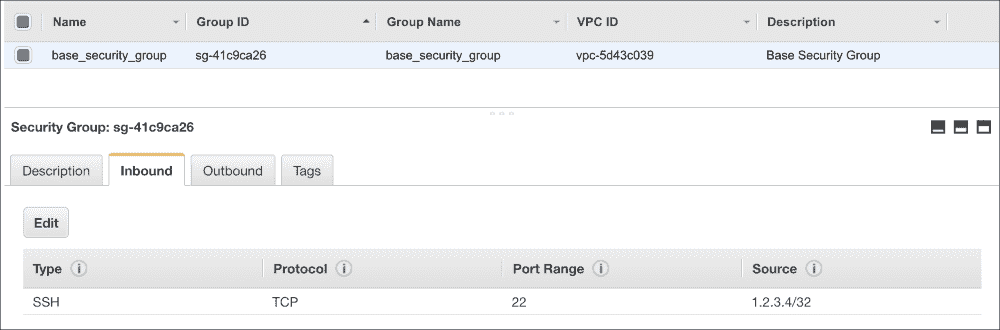 Name Group ID Group Name VPC ID Description
base_security_group sg-41c9ca26 base_security_group vpc-5d43c039 Base Security Group
Security Group: sg-41c9ca26
Description Inbound Outbound Tags
Edit
Type Protocol Port Range Source
SSH TCP 22 1.2.3.4/32